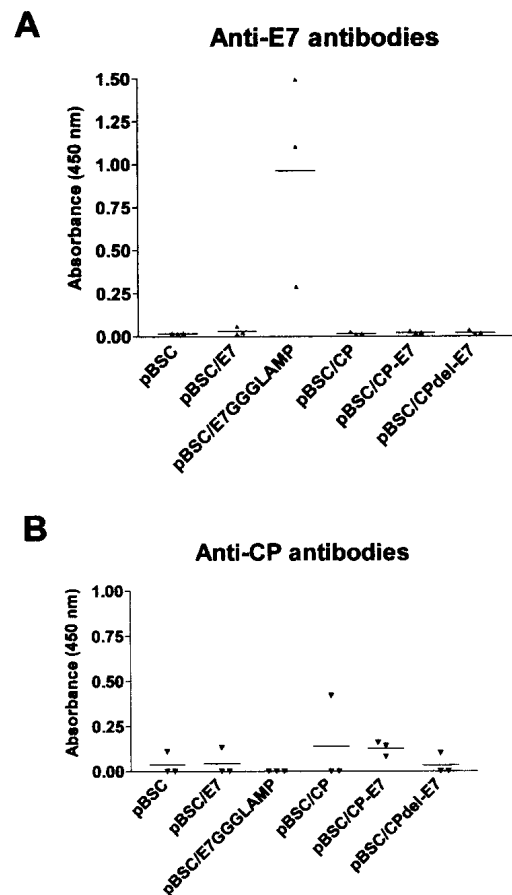 A
Anti-E7 antibodies
Absorbance (450 nm)
1.50
1.25
1.00
0.75
0.50
0.25
0.00
pBSC
pBSC/E7
pBSC/E7GGGLAMP
pBSC/CP
pBSC/CP-E7
pBSC/CPdel-E7
B
Anti-CP antibodies
Absorbance (450 nm)
1.00
0.75
0.50
0.25
0.00
pBSC
pBSC/E7
pBSC/E7GGGLAMP
pBSC/CP
pBSC/CP-E7
pBSC/CPdel-E7